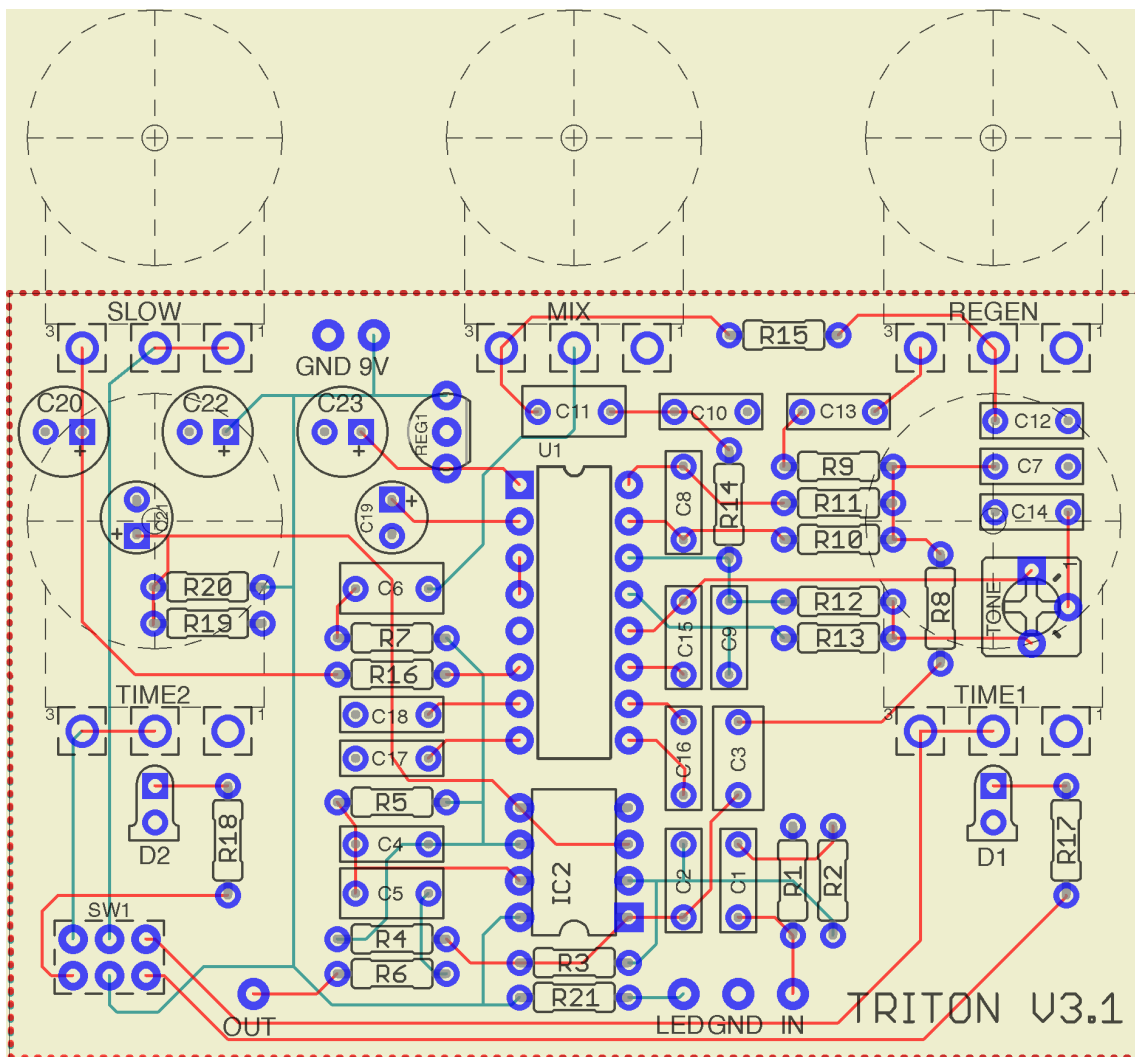 SLOW MIX REGEN
3 1 3 1
R15
GND 9V
C20 C22 C23 REG1 C11 C10 C13 C12
+ + +
U1
C21 C19 C8 R14 R9 C7
+ +
R11 C14
R10
R20 C6 C15 C9 R12 R8 TONE 1
R19 R7 R13
R16
TIME2 TIME1
3 1 3 1
C18 C16 C3
C17
R5
D2 R18 C4 IC2 C2 C1 R1 R2 D1 R17
C5
SW1
R4
R6 R3
R21
OUT LED GND IN TRITON V3.1